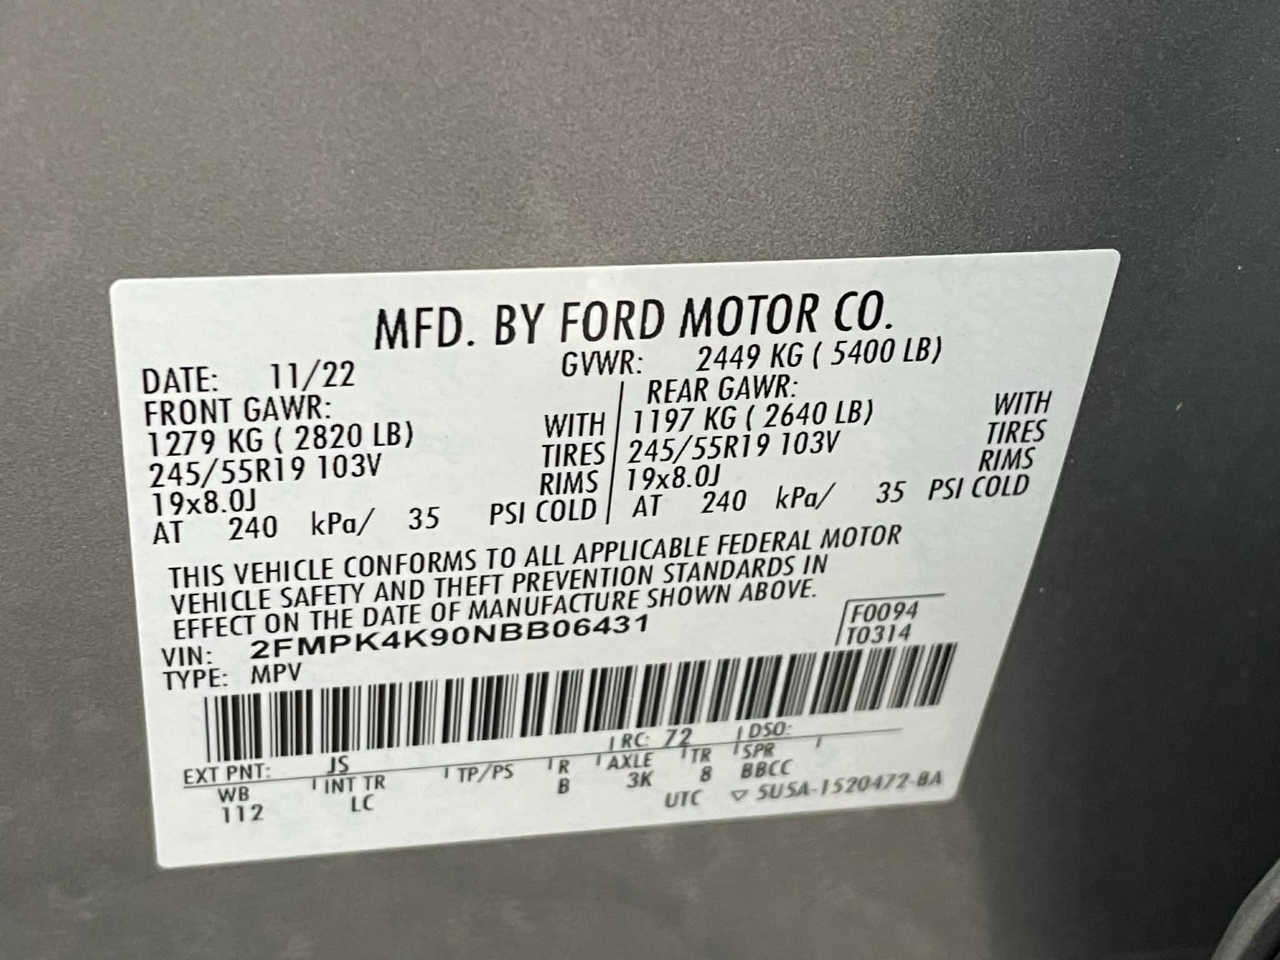 MFD. BY FORD MOTOR CO.
DATE: 11/22 GVWR: 2449 KG ( 5400 LB)
FRONT GAWR: REAR GAWR:
1279 KG ( 2820 LB) WITH 1197 KG ( 2640 LB) WITH
245/55R19 103V TIRES 245/55R19 103V TIRES
19x8.0J RIMS 19x8.0J RIMS
AT 240 kPa/ 35 PSI COLD AT 240 kPa/ 35 PSI COLD
THIS VEHICLE CONFORMS TO ALL APPLICABLE FEDERAL MOTOR
VEHICLE SAFETY AND THEFT PREVENTION STANDARDS IN
EFFECT ON THE DATE OF MANUFACTURE SHOWN ABOVE.
VIN: 2FMPK4K90NBB06431 F0094
TYPE: MPV T0314
EXT PNT: JS RC: 72 DSO:
WB INT TR TP/PS R AXLE TR SPR
112 LC B 3K 8 BBCC
UTC ▽ 5U5A-1520472-BA